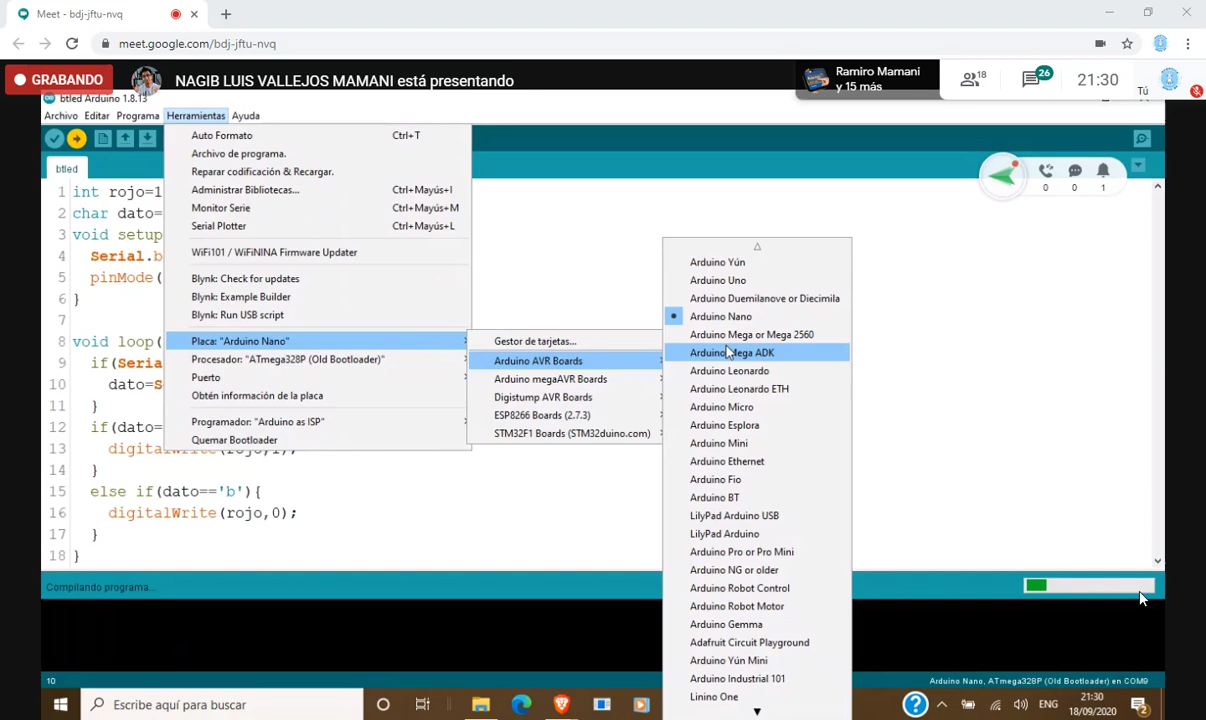 Meet - bdj-jftu-nvq
meet.google.com/bdj-jftu-nvq
GRABANDO
NAGIB LUIS VALLEJOS MAMANI está presentando
Ramiro Mamani
y 15 más
18
26
21:30
Tú
btled Arduino 1.8.13
Archivo Editar Programa Herramientas Ayuda
btled
0 0 1
1 int rojo=1
2 char dato=
3 void setup
4 Serial.b
5 pinMode(
6 }
7
8 void loop(
9 if(Seria
10 dato=S
11 }
12 if(dato=
13 digitalWrite(rojo,1);
14 }
15 else if(dato=='b'){
16 digitalWrite(rojo,0);
17 }
18 }
Auto Formato Ctrl+T
Archivo de programa.
Reparar codificación & Recargar.
Administrar Bibliotecas... Ctrl+Mayús+I
Monitor Serie Ctrl+Mayús+M
Serial Plotter Ctrl+Mayús+L
WiFi101 / WiFiNINA Firmware Updater
Blynk: Check for updates
Blynk: Example Builder
Blynk: Run USB script
Placa: "Arduino Nano"
Procesador: "ATmega328P (Old Bootloader)"
Puerto
Obtén información de la placa
Programador: "Arduino as ISP"
Quemar Bootloader
Gestor de tarjetas...
Arduino AVR Boards
Arduino megaAVR Boards
Digistump AVR Boards
ESP8266 Boards (2.7.3)
STM32F1 Boards (STM32duino.com)
Arduino Yún
Arduino Uno
Arduino Duemilanove or Diecimila
Arduino Nano
Arduino Mega or Mega 2560
Arduino Mega ADK
Arduino Leonardo
Arduino Leonardo ETH
Arduino Micro
Arduino Esplora
Arduino Mini
Arduino Ethernet
Arduino Fio
Arduino BT
LilyPad Arduino USB
LilyPad Arduino
Arduino Pro or Pro Mini
Arduino NG or older
Arduino Robot Control
Arduino Robot Motor
Arduino Gemma
Adafruit Circuit Playground
Arduino Yún Mini
Arduino Industrial 101
Linino One
Compilando programa...
10
Arduino Nano, ATmega328P (Old Bootloader) en COM9
Escribe aquí para buscar
ENG
21:30
18/09/2020
2